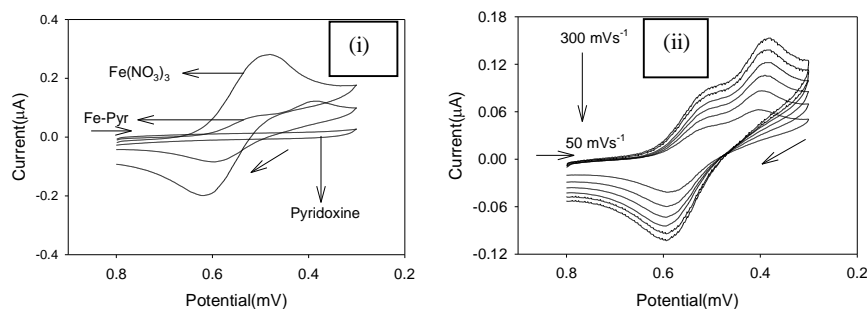 (i)
0.4
0.2
0.0
-0.2
-0.4
Current(µA)
Fe(NO₃)₃
Fe-Pyr
Pyridoxine
0.8 0.6 0.4 0.2
Potential(mV)
(ii)
0.18
0.12
0.06
0.00
-0.06
-0.12
Current(µA)
300 mVs⁻¹
50 mVs⁻¹
0.8 0.6 0.4 0.2
Potential(mV)